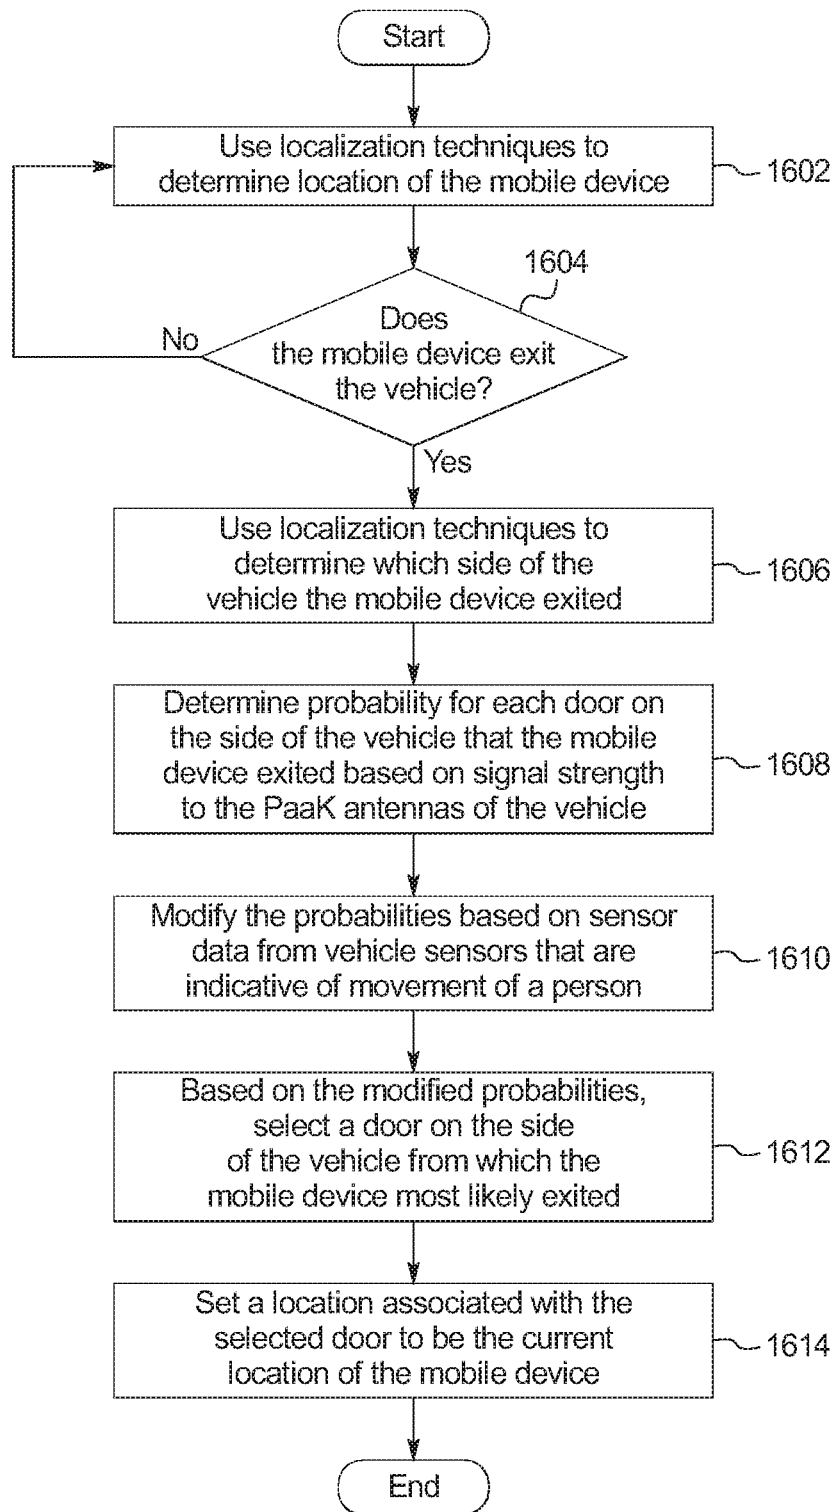 Start
Use localization techniques to
determine location of the mobile device
1602
1604
Does
the mobile device exit
the vehicle?
No
Yes
Use localization techniques to
determine which side of the
vehicle the mobile device exited
1606
Determine probability for each door on
the side of the vehicle that the mobile
device exited based on signal strength
to the PaaK antennas of the vehicle
1608
Modify the probabilities based on sensor
data from vehicle sensors that are
indicative of movement of a person
1610
Based on the modified probabilities,
select a door on the side
of the vehicle from which the
mobile device most likely exited
1612
Set a location associated with the
selected door to be the current
location of the mobile device
1614
End